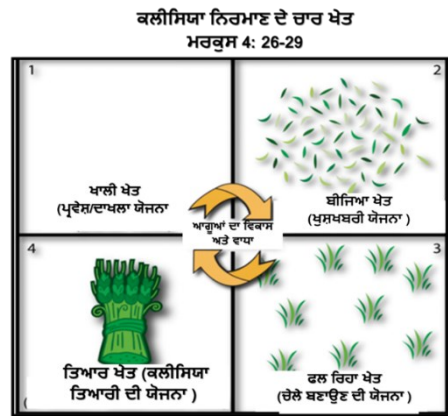 ਕਲੀਸਿਯਾ ਨਿਰਮਾਣ ਦੇ ਚਾਰ ਖੇਤ
ਮਰਕੁਸ 4: 26-29
1
ਖਾਲੀ ਖੇਤ
(ਪ੍ਰਵੇਸ਼/ਦਾਖਲਾ ਯੋਜਨਾ
2
ਬੀਜਿਆ ਖੇਤ
(ਖੁਸ਼ਖਬਰੀ ਯੋਜਨਾ )
ਆਗੂਆਂ ਦਾ ਵਿਕਾਸ
ਅਤੇ ਵਾਧਾ
3
ਫਲ ਰਿਹਾ ਖੇਤ
(ਚੇਲੇ ਬਣਾਉਣ ਦੀ ਯੋਜਨਾ )
4
ਤਿਆਰ ਖੇਤ (ਕਲੀਸਿਯਾ
ਤਿਆਰੀ ਦੀ ਯੋਜਨਾ )
(